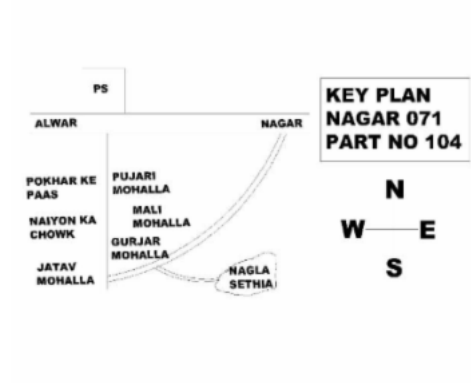 PS
ALWAR
NAGAR
POKHAR KE
PAAS
PUJARI
MOHALLA
MALI
MOHALLA
NAIYON KA
CHOWK
GURJAR
MOHALLA
JATAV
MOHALLA
NAGLA
SETHIA
KEY PLAN
NAGAR 071
PART NO 104
N
W E
S